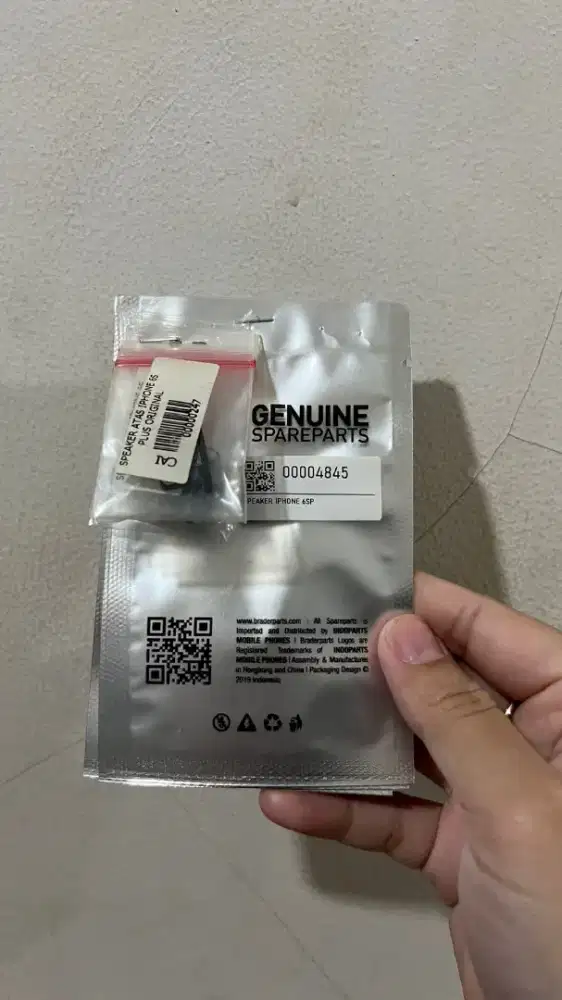 SPEAKER ATAS IPHONE 6S
PLUS ORIGINAL
00000247
GENUINE
SPAREPARTS
00004845
PEAKER IPHONE 6SP
www.braderparts.com - All Spareparts is
Imported and Distributed by INDOPARTS
MOBILE PHONES | Braderparts Logos are
Registered Trademarks of INDOPARTS
MOBILE PHONES | Assembly & Manufacture
in Hongkong and China | Packaging Design ©
2019 Indonesia